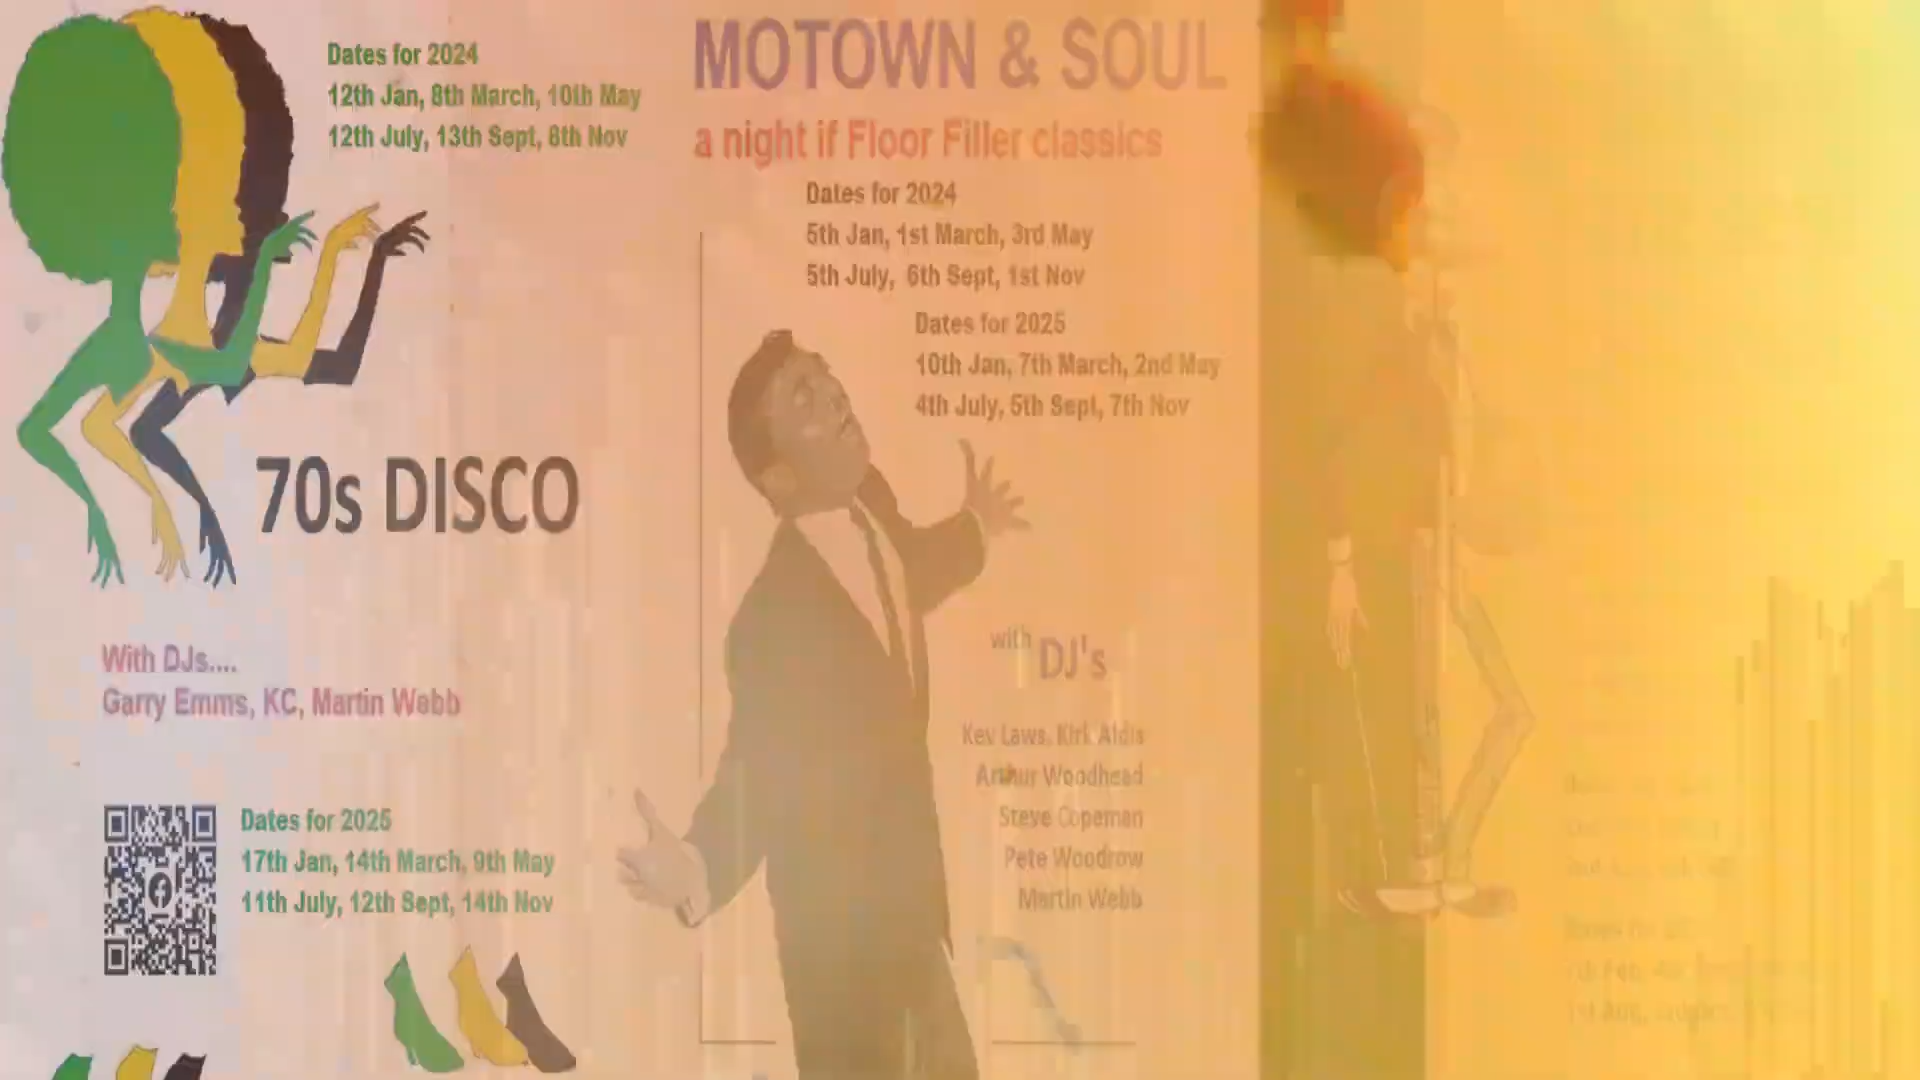 Dates for 2024
12th Jan, 8th March, 10th May
12th July, 13th Sept, 8th Nov
70s DISCO
With DJs....
Garry Emms, KC, Martin Webb
Dates for 2025
17th Jan, 14th March, 9th May
11th July, 12th Sept, 14th Nov
MOTOWN & SOUL
a night if Floor Filler classics
Dates for 2024
5th Jan, 1st March, 3rd May
5th July, 6th Sept, 1st Nov
Dates for 2025
10th Jan, 7th March, 2nd May
4th July, 5th Sept, 7th Nov
with DJ's
Kev Laws, Kirk Aldis
Arthur Woodhead
Steve Copeman
Pete Woodrow
Martin Webb